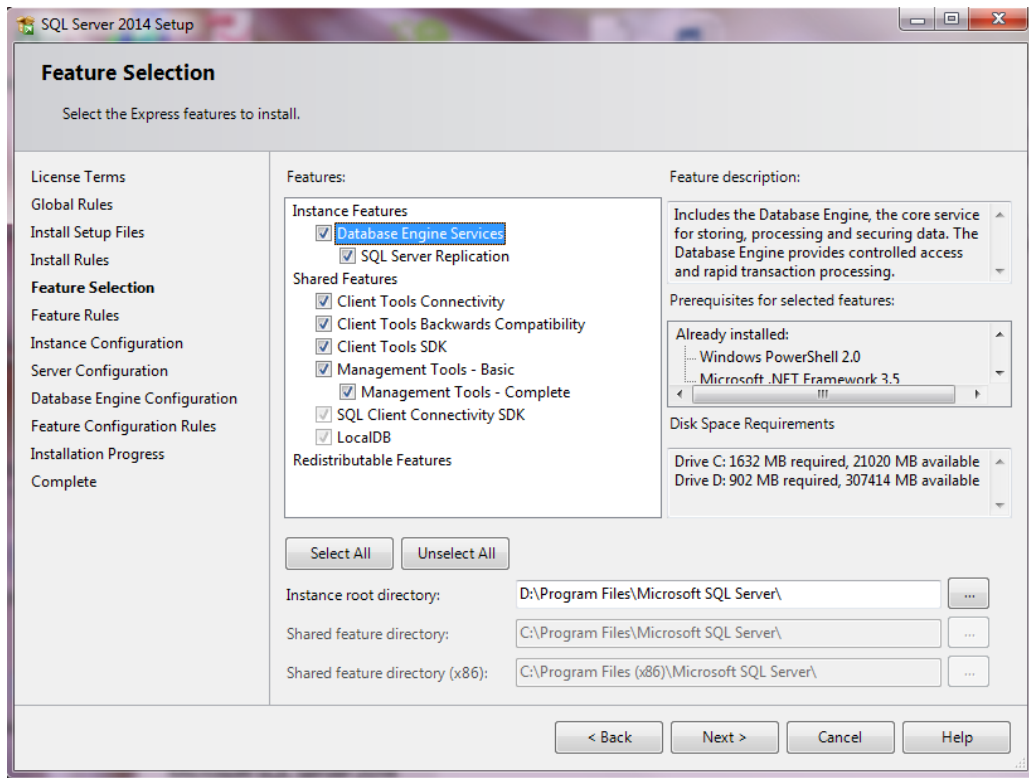 SQL Server 2014 Setup
Feature Selection
Select the Express features to install.
License Terms
Global Rules
Install Setup Files
Install Rules
Feature Selection
Feature Rules
Instance Configuration
Server Configuration
Database Engine Configuration
Feature Configuration Rules
Installation Progress
Complete
Features:
Instance Features
Database Engine Services
SQL Server Replication
Shared Features
Client Tools Connectivity
Client Tools Backwards Compatibility
Client Tools SDK
Management Tools - Basic
Management Tools - Complete
SQL Client Connectivity SDK
LocalDB
Redistributable Features
Feature description:
Includes the Database Engine, the core service
for storing, processing and securing data. The
Database Engine provides controlled access
and rapid transaction processing.
Prerequisites for selected features:
Already installed:
Windows PowerShell 2.0
Microsoft .NET Framework 3.5
Disk Space Requirements
Drive C: 1632 MB required, 21020 MB available
Drive D: 902 MB required, 307414 MB available
Select All
Unselect All
Instance root directory:
D:\Program Files\Microsoft SQL Server\
...
Shared feature directory:
C:\Program Files\Microsoft SQL Server\
...
Shared feature directory (x86):
C:\Program Files (x86)\Microsoft SQL Server\
...
< Back
Next >
Cancel
Help